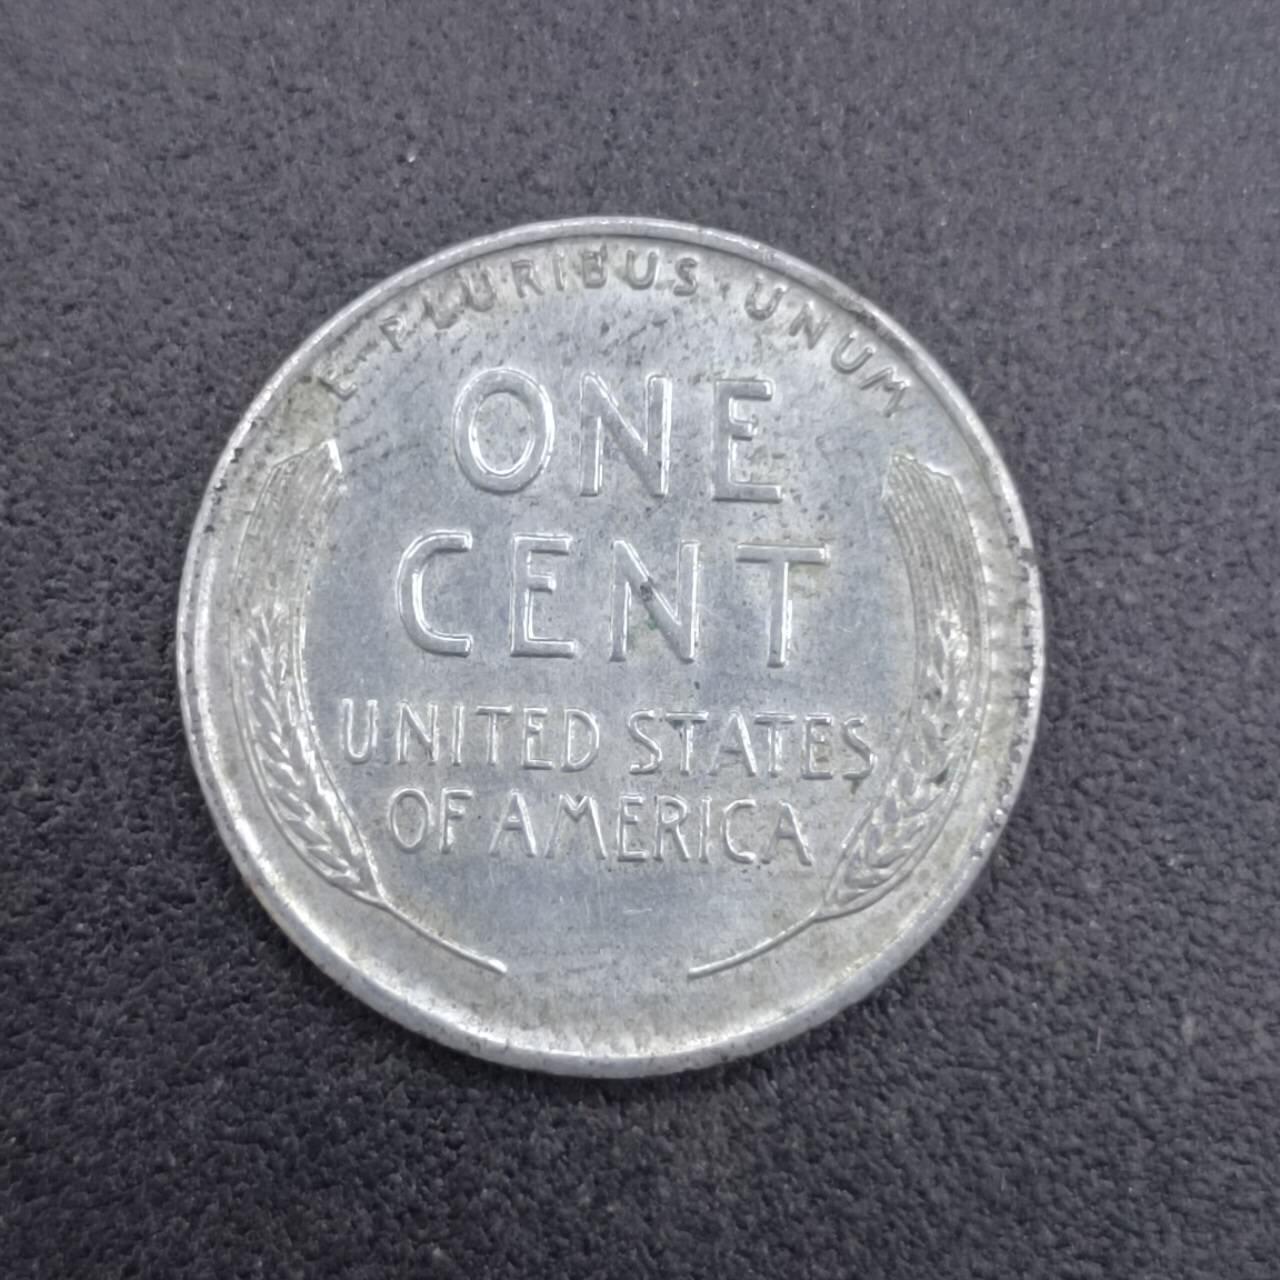 E·PLURIBUS·UNUM
ONE
CENT
UNITED STATES
OF AMERICA